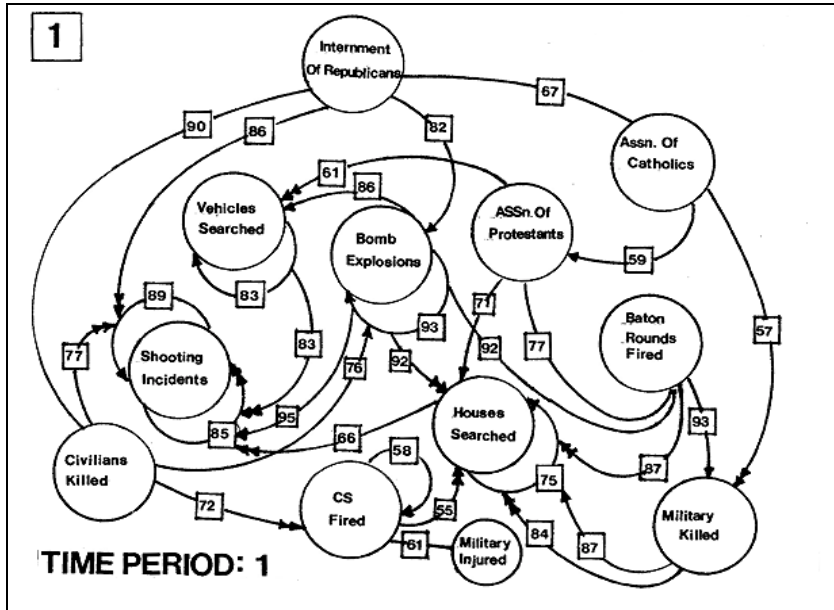 1
Internment
Of Republicans
67
90
86
82
Assn. Of
Catholics
61
86
Vehicles
Searched
ASSn.Of
Protestants
Bomb
Explosions
59
83
71
89
93
Baton
Rounds
Fired
77
83
76
92
92
77
57
Shooting
Incidents
95
85
66
Houses
Searched
93
87
58
75
Civilians
Killed
72
CS
Fired
55
84
87
Military
Killed
61
Military
Injured
TIME PERIOD: 1